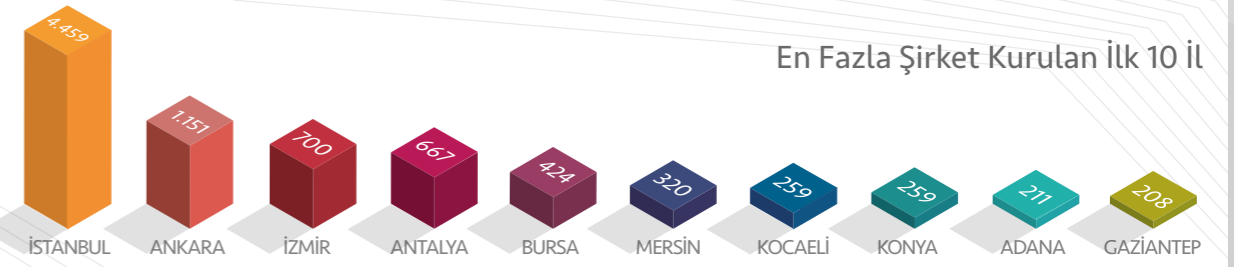 En Fazla Şirket Kurulan İlk 10 İl
4.459
1.151
700
667
424
320
259
259
211
208
İSTANBUL
ANKARA
İZMİR
ANTALYA
BURSA
MERSİN
KOCAELİ
KONYA
ADANA
GAZİANTEP